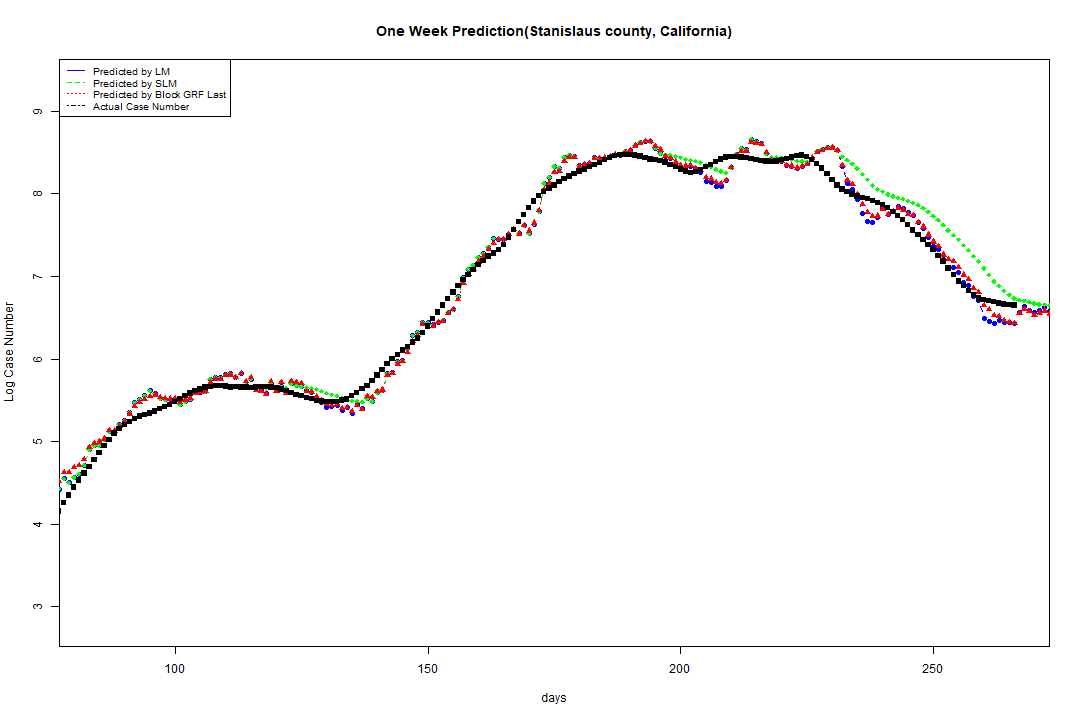 One Week Prediction(Stanislaus county, California)
Predicted by LM
Predicted by SLM
Predicted by Block GRF Last
Actual Case Number
9
8
7
6
5
4
3
Log Case Number
100 150 200 250
days